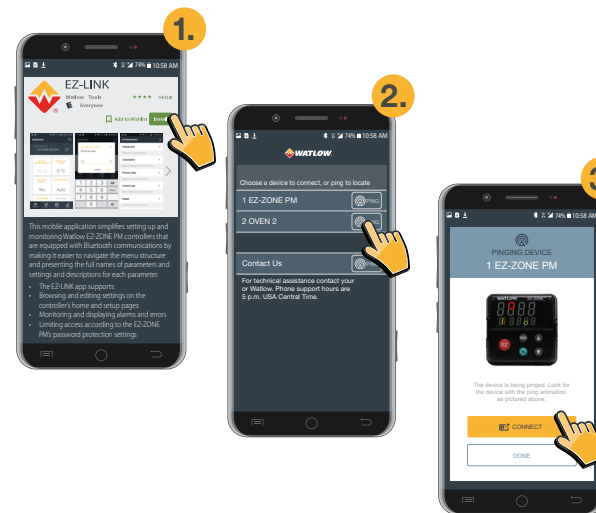 1.
74% 10:58 AM
EZ-LINK
Watlow Tools
Everyone
Add to Wishlist Install
This mobile application simplifies setting up and
monitoring Watlow EZ-ZONE PM controllers that
are equipped with Bluetooth communications by
making it easier to navigate the menu structure
and presenting the full names of parameters and
settings and descriptions for each parameter.
• The EZ-LINK app supports:
• Browsing and editing settings on the
controller's home and setup pages
• Monitoring and displaying alarms and errors
• Limiting access according to the EZ-ZONE
PM's password protection settings
2.
74% 10:58 AM
WATLOW
Choose a device to connect, or ping to locate
1 EZ-ZONE PM PING
2 OVEN 2
Contact Us
For technical assistance contact your
or Watlow. Phone support hours are
5 p.m. USA Central Time.
3
74% 10:58 AM
PINGING DEVICE
1 EZ-ZONE PM
WATLOW EZ-ZONE
EZ
The device is being pinged. Look for
the device with the ping animation
as pictured above.
CONNECT
DONE